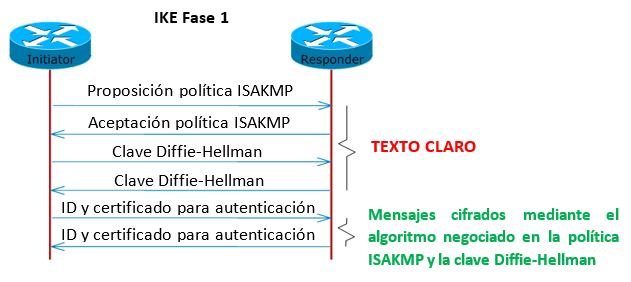 IKE Fase 1
Initiator
Responder
Proposición política ISAKMP
Aceptación política ISAKMP
Clave Diffie-Hellman
Clave Diffie-Hellman
TEXTO CLARO
ID y certificado para autenticación
ID y certificado para autenticación
Mensajes cifrados mediante el
algoritmo negociado en la política
ISAKMP y la clave Diffie-Hellman